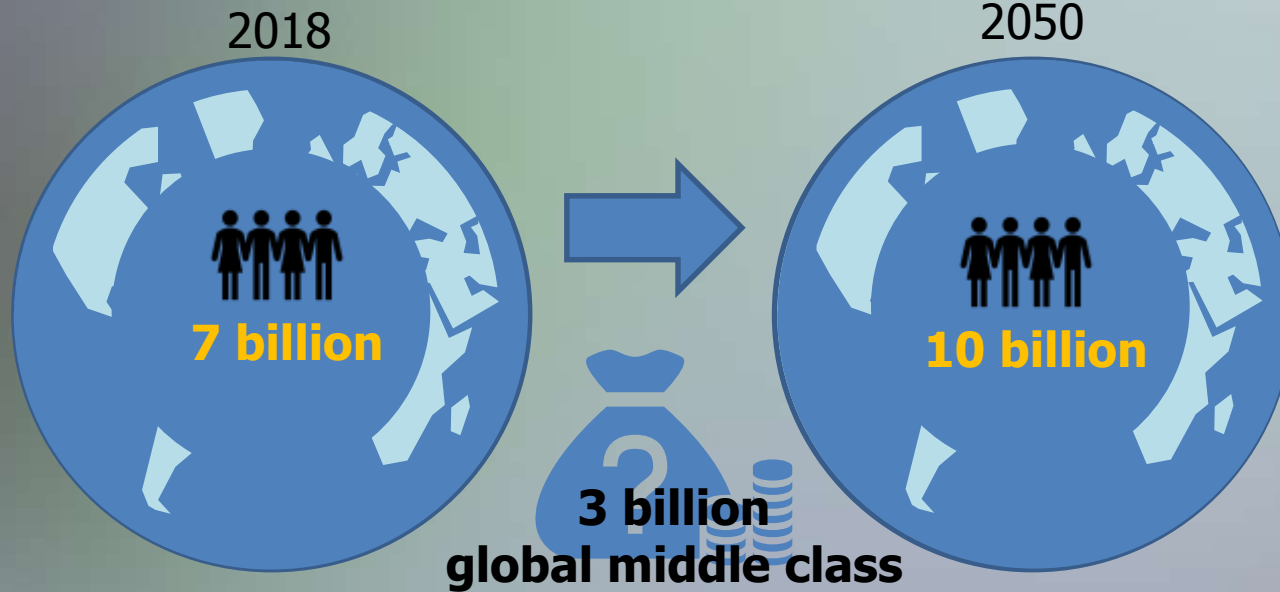 2018
2050
7 billion
10 billion
?
3 billion
global middle class